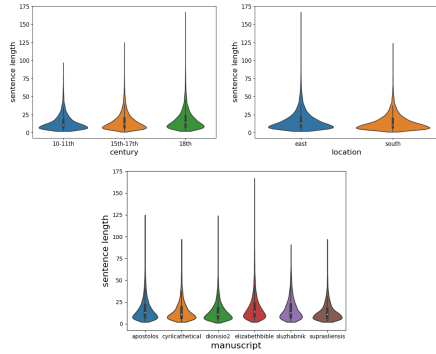 175
150
125
100
75
50
25
0
sentence length
10-11th
15th-17th
18th
century
175
150
125
100
75
50
25
0
sentence length
east
south
location
175
150
125
100
75
50
25
0
sentence length
apostolos
cyrilcathetical
dionisio2
elizabethbible
sluzhabnik
suprasliensis
manuscript